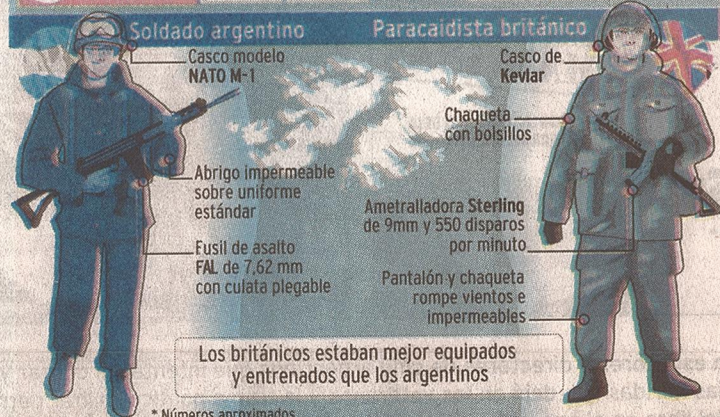 Soldado argentino
Casco modelo
NATO M-1
Abrigo impermeable
sobre uniforme
estándar
Fusil de asalto
FAL de 7,62 mm
con culata plegable
Paracaidista británico
Casco de
Kevlar
Chaqueta
con bolsillos
Ametralladora Sterling
de 9mm y 550 disparos
por minuto
Pantalón y chaqueta
rompe vientos e
impermeables
Los británicos estaban mejor equipados
y entrenados que los argentinos
* Números aproximados